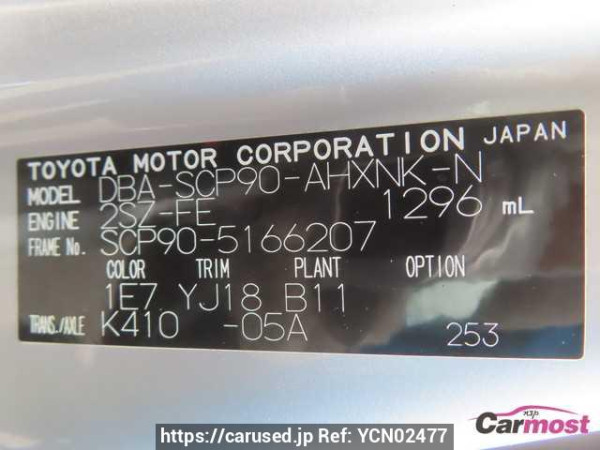 TOYOTA MOTOR CORPORATION JAPAN
MODEL DBA-SCP90-AHXNK-N
ENGINE 2SZ-FE 1296 mL
FRAME No. SCP90-5166207
COLOR TRIM PLANT OPTION
1E7 YJ18 B11
TRANS./AXLE K410 -05A 253
Carmost
https://carused.jp Ref: YCN02477